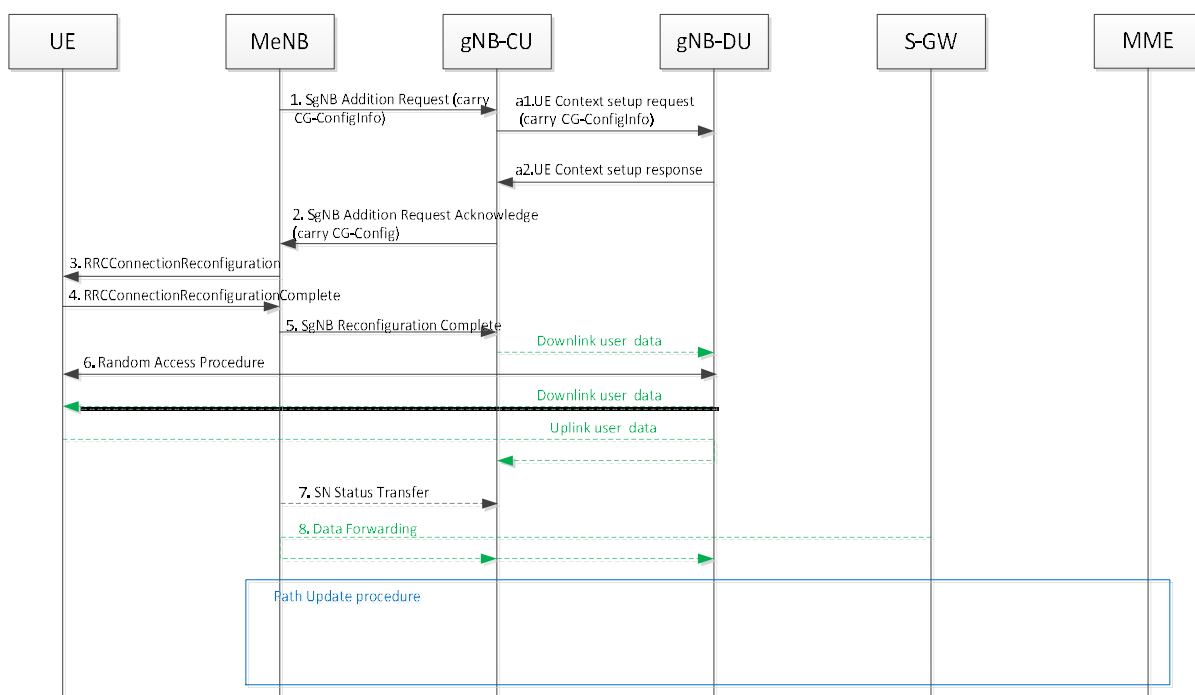 UE
MeNB
gNB-CU
gNB-DU
S-GW
MME
1. SgNB Addition Request (carry
CG-ConfigInfo)
a1.UE Context setup request
(carry CG-ConfigInfo)
a2.UE Context setup response
2. SgNB Addition Request Acknowledge
(carry CG-Config)
3. RRCConnectionReconfiguration
4. RRCConnectionReconfigurationComplete
5. SgNB Reconfiguration Complete
Downlink user data
6. Random Access Procedure
Downlink user data
Uplink user data
7. SN Status Transfer
8. Data Forwarding
Path Update procedure